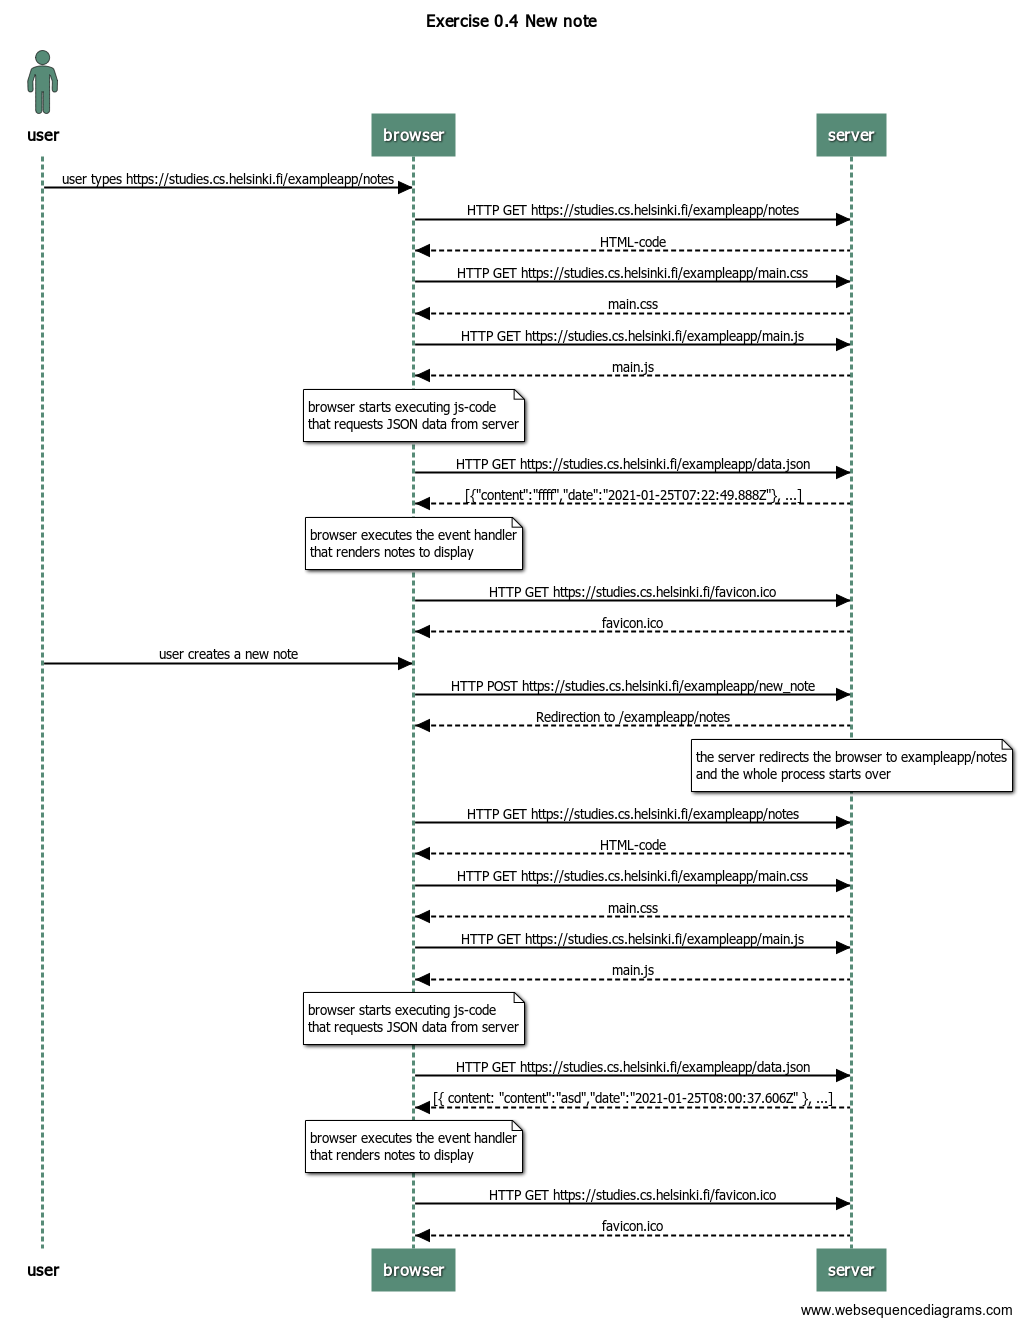 Exercise 0.4 New note
user
browser
server
user types https://studies.cs.helsinki.fi/exampleapp/notes
HTTP GET https://studies.cs.helsinki.fi/exampleapp/notes
HTML-code
HTTP GET https://studies.cs.helsinki.fi/exampleapp/main.css
main.css
HTTP GET https://studies.cs.helsinki.fi/exampleapp/main.js
main.js
browser starts executing js-code
that requests JSON data from server
HTTP GET https://studies.cs.helsinki.fi/exampleapp/data.json
[{"content":"ffff","date":"2021-01-25T07:22:49.888Z"}, ...]
browser executes the event handler
that renders notes to display
HTTP GET https://studies.cs.helsinki.fi/favicon.ico
favicon.ico
user creates a new note
HTTP POST https://studies.cs.helsinki.fi/exampleapp/new_note
Redirection to /exampleapp/notes
the server redirects the browser to exampleapp/notes
and the whole process starts over
HTTP GET https://studies.cs.helsinki.fi/exampleapp/notes
HTML-code
HTTP GET https://studies.cs.helsinki.fi/exampleapp/main.css
main.css
HTTP GET https://studies.cs.helsinki.fi/exampleapp/main.js
main.js
browser starts executing js-code
that requests JSON data from server
HTTP GET https://studies.cs.helsinki.fi/exampleapp/data.json
[{ content: "content":"asd","date":"2021-01-25T08:00:37.606Z" }, ...]
browser executes the event handler
that renders notes to display
HTTP GET https://studies.cs.helsinki.fi/favicon.ico
favicon.ico
user
browser
server
www.websequencediagrams.com